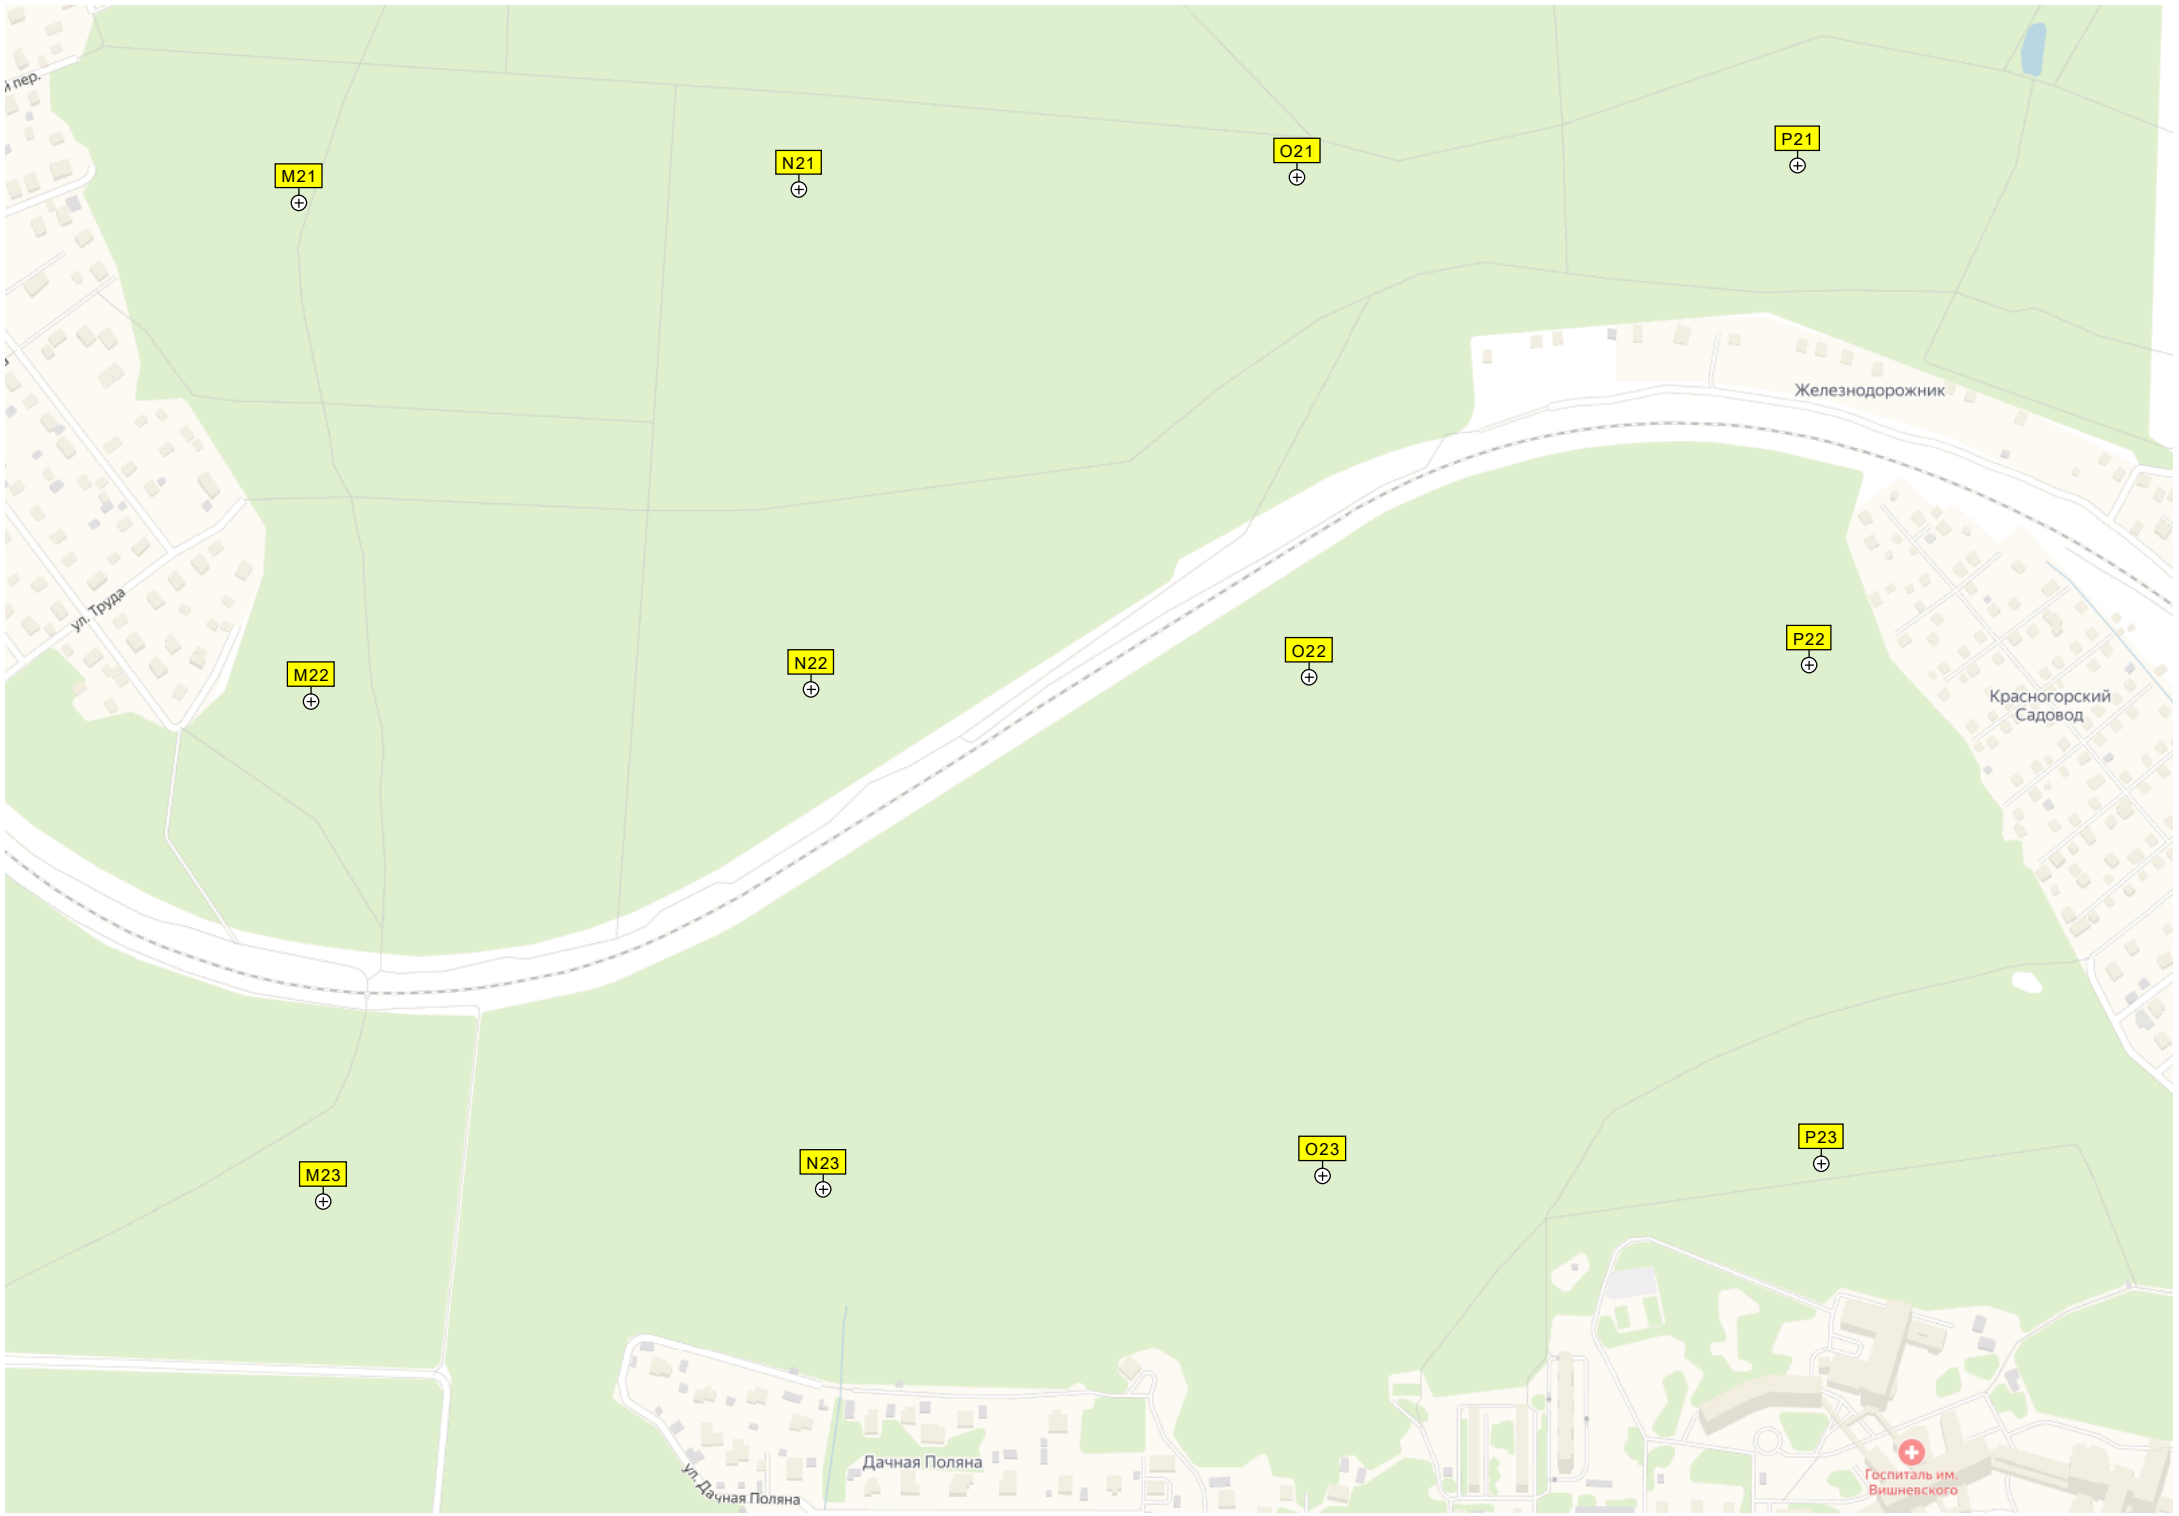 й пер.
M21
N21
O21
P21
Железнодорожник
ул. Труда
M22
N22
O22
P22
Красногорский
Садовод
M23
N23
O23
P23
Дачная Поляна
ул. Дачная Поляна
Госпиталь им.
Вишневского